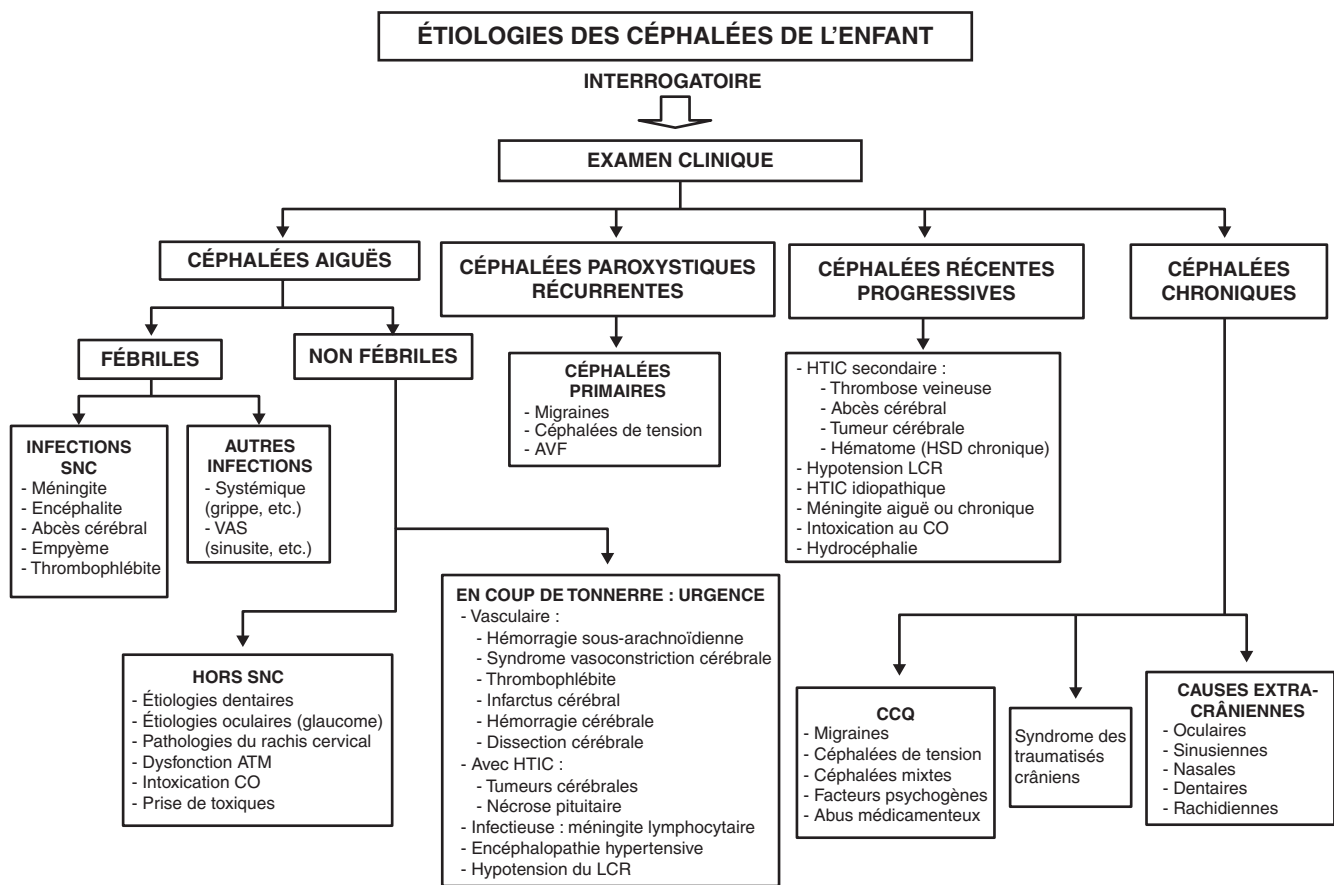 ÉTIOLOGIES DES CÉPHALÉES DE L'ENFANT
INTERROGATOIRE
EXAMEN CLINIQUE
CÉPHALÉES AIGUËS
CÉPHALÉES PAROXYSTIQUES
RÉCURRENTES
CÉPHALÉES RÉCENTES
PROGRESSIVES
CÉPHALÉES
CHRONIQUES
FÉBRILES
NON FÉBRILES
INFECTIONS
SNC
- Méningite
- Encéphalite
- Abcès cérébral
- Empyème
- Thrombophlébite
AUTRES
INFECTIONS
- Systémique
(grippe, etc.)
- VAS
(sinusite, etc.)
CÉPHALÉES
PRIMAIRES
- Migraines
- Céphalées de tension
- AVF
- HTIC secondaire :
- Thrombose veineuse
- Abcès cérébral
- Tumeur cérébrale
- Hématome (HSD chronique)
- Hypotension LCR
- HTIC idiopathique
- Méningite aiguë ou chronique
- Intoxication au CO
- Hydrocéphalie
HORS SNC
- Étiologies dentaires
- Étiologies oculaires (glaucome)
- Pathologies du rachis cervical
- Dysfonction ATM
- Intoxication CO
- Prise de toxiques
EN COUP DE TONNERRE : URGENCE
- Vasculaire :
- Hémorragie sous-arachnoïdienne
- Syndrome vasoconstriction cérébrale
- Thrombophlébite
- Infarctus cérébral
- Hémorragie cérébrale
- Dissection cérébrale
- Avec HTIC :
- Tumeurs cérébrales
- Nécrose pituitaire
- Infectieuse : méningite lymphocytaire
- Encéphalopathie hypertensive
- Hypotension du LCR
CCQ
- Migraines
- Céphalées de tension
- Céphalées mixtes
- Facteurs psychogènes
- Abus médicamenteux
Syndrome des
traumatisés
crâniens
CAUSES EXTRA-
CRÂNIENNES
- Oculaires
- Sinusiennes
- Nasales
- Dentaires
- Rachidiennes